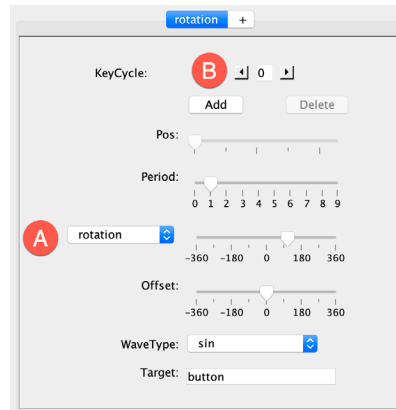 rotation +
KeyCycle: B 0
Add Delete
Pos:
Period:
0 1 2 3 4 5 6 7 8 9
A rotation
-360 -180 0 180 360
Offset:
-360 -180 0 180 360
WaveType: sin
Target: button